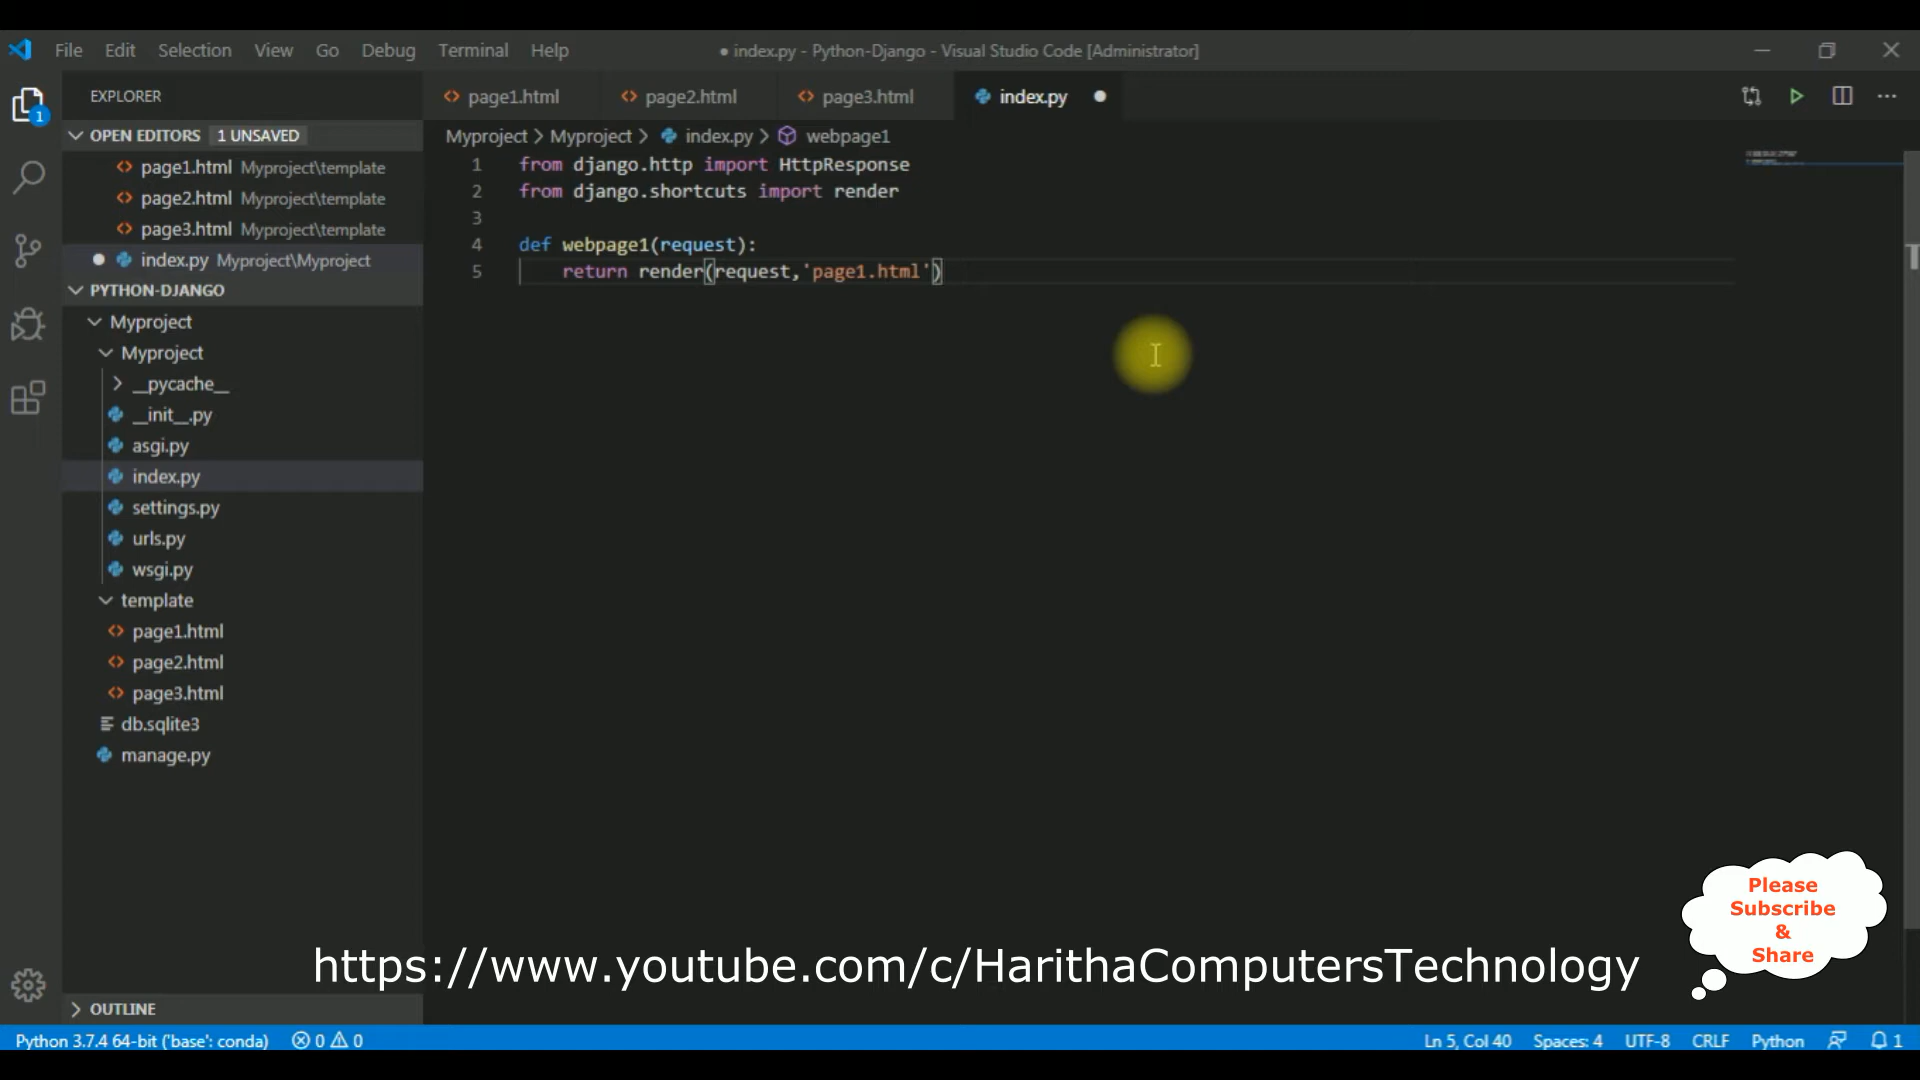 File Edit Selection View Go Debug Terminal Help
● index.py - Python-Django - Visual Studio Code [Administrator]
EXPLORER
page1.html page2.html page3.html index.py
1
OPEN EDITORS 1 UNSAVED
Myproject > Myproject > index.py > webpage1
page1.html Myproject\template
page2.html Myproject\template
page3.html Myproject\template
index.py Myproject\Myproject
PYTHON-DJANGO
Myproject
Myproject
__pycache__
__init__.py
asgi.py
index.py
settings.py
urls.py
wsgi.py
template
page1.html
page2.html
page3.html
db.sqlite3
manage.py
OUTLINE
1 from django.http import HttpResponse
2 from django.shortcuts import render
3
4 def webpage1(request):
5 return render(request,'page1.html')
Please
Subscribe
&
Share
https://www.youtube.com/c/HarithaComputersTechnology
Python 3.7.4 64-bit ('base': conda) 0 0 Ln 5, Col 40 Spaces: 4 UTF-8 CRLF Python 1